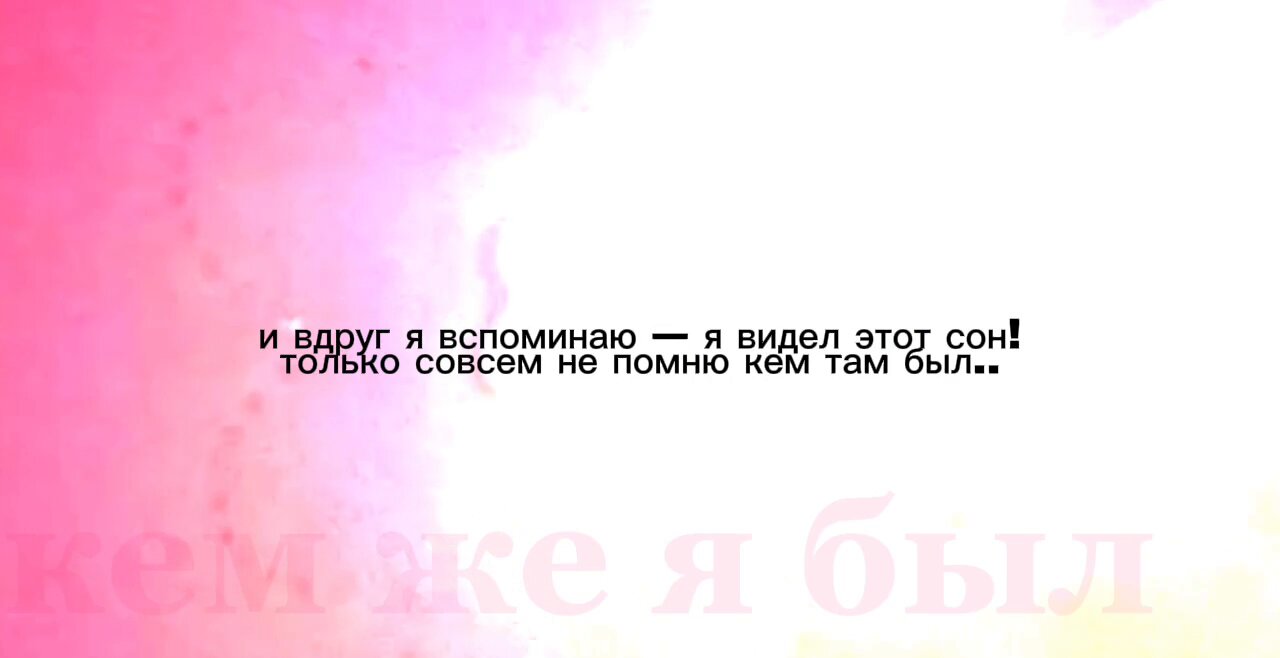 и вдруг я вспоминаю — я видел этот сон!
только совсем не помню кем там был..
кем же я был